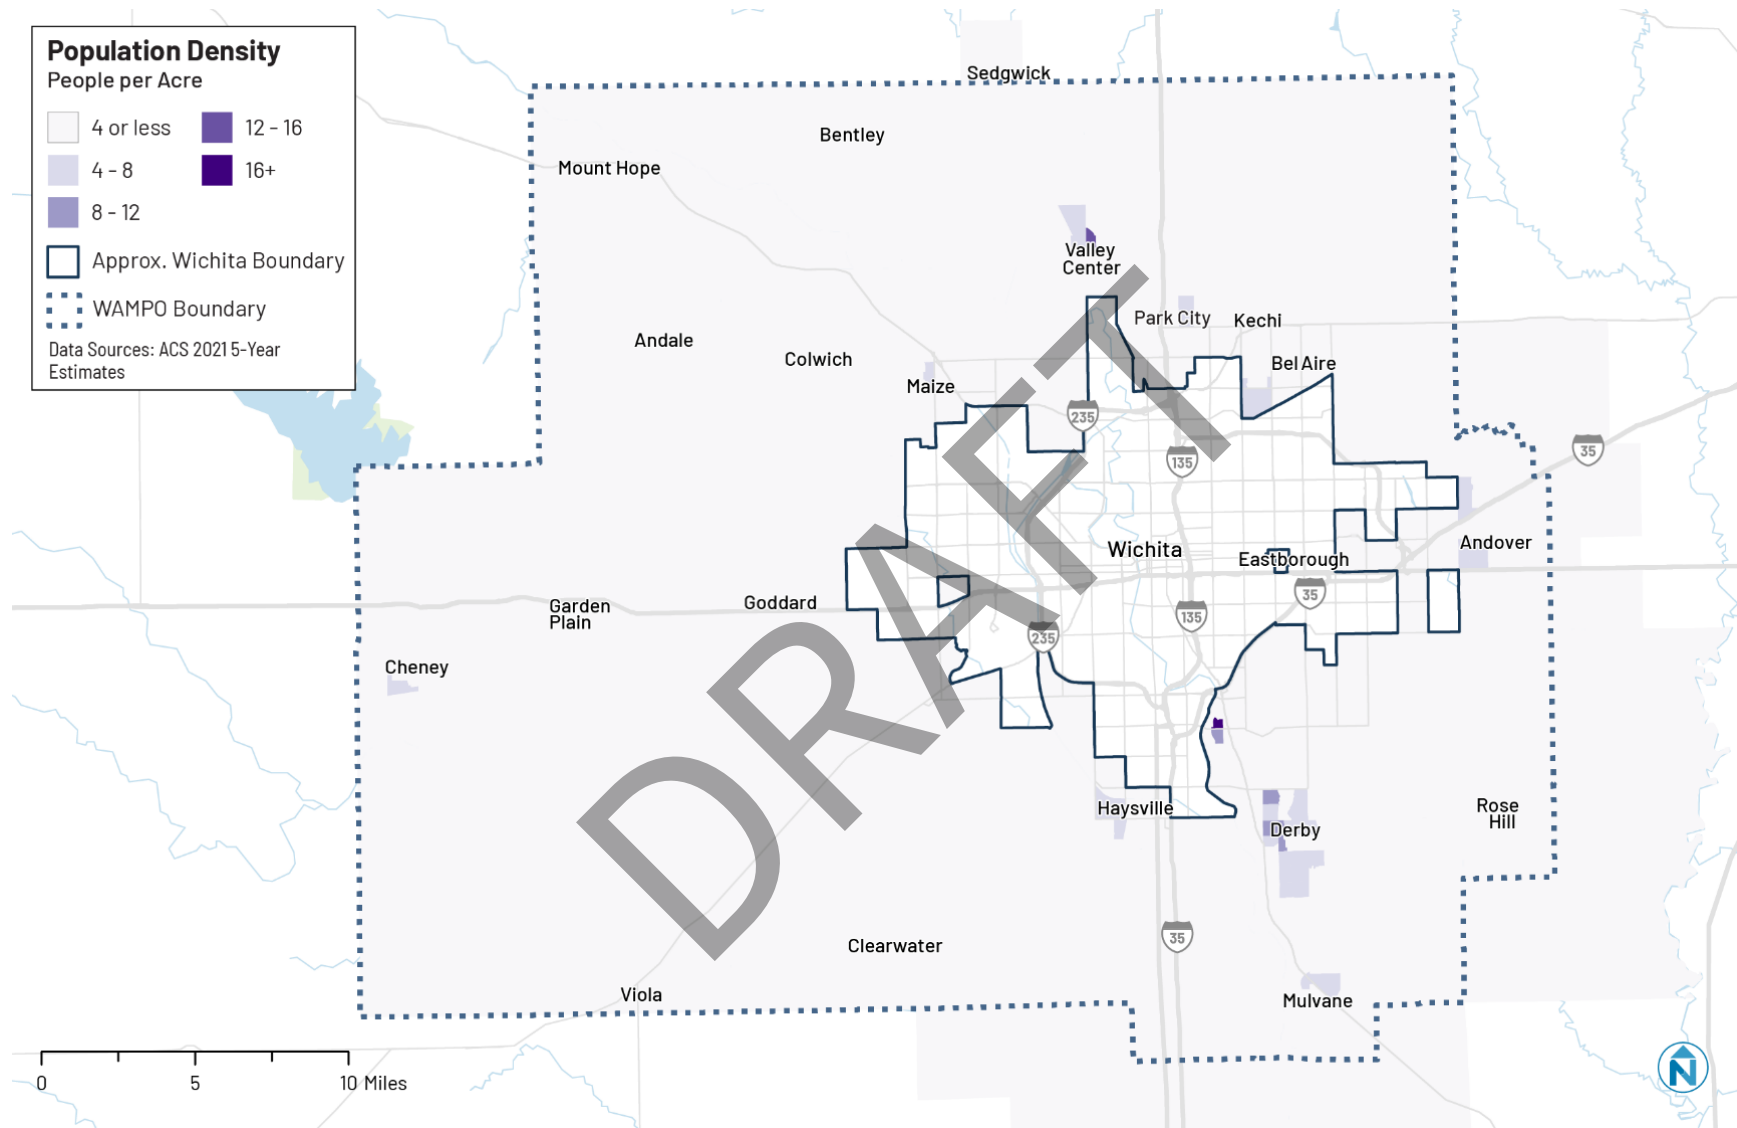 Population Density
People per Acre
4 or less
12 - 16
4 - 8
16+
8 - 12
Approx. Wichita Boundary
WAMPO Boundary
Data Sources: ACS 2021 5-Year
Estimates
Sedgwick
Bentley
Mount Hope
Valley
Center
Park City
Kechi
Andale
Colwich
Bel Aire
Maize
235
135
35
Wichita
Eastborough
Andover
Garden
Plain
Goddard
35
135
235
Cheney
Haysville
Derby
Rose
Hill
Clearwater
35
Viola
Mulvane
DRAFT
0
5
10 Miles
N